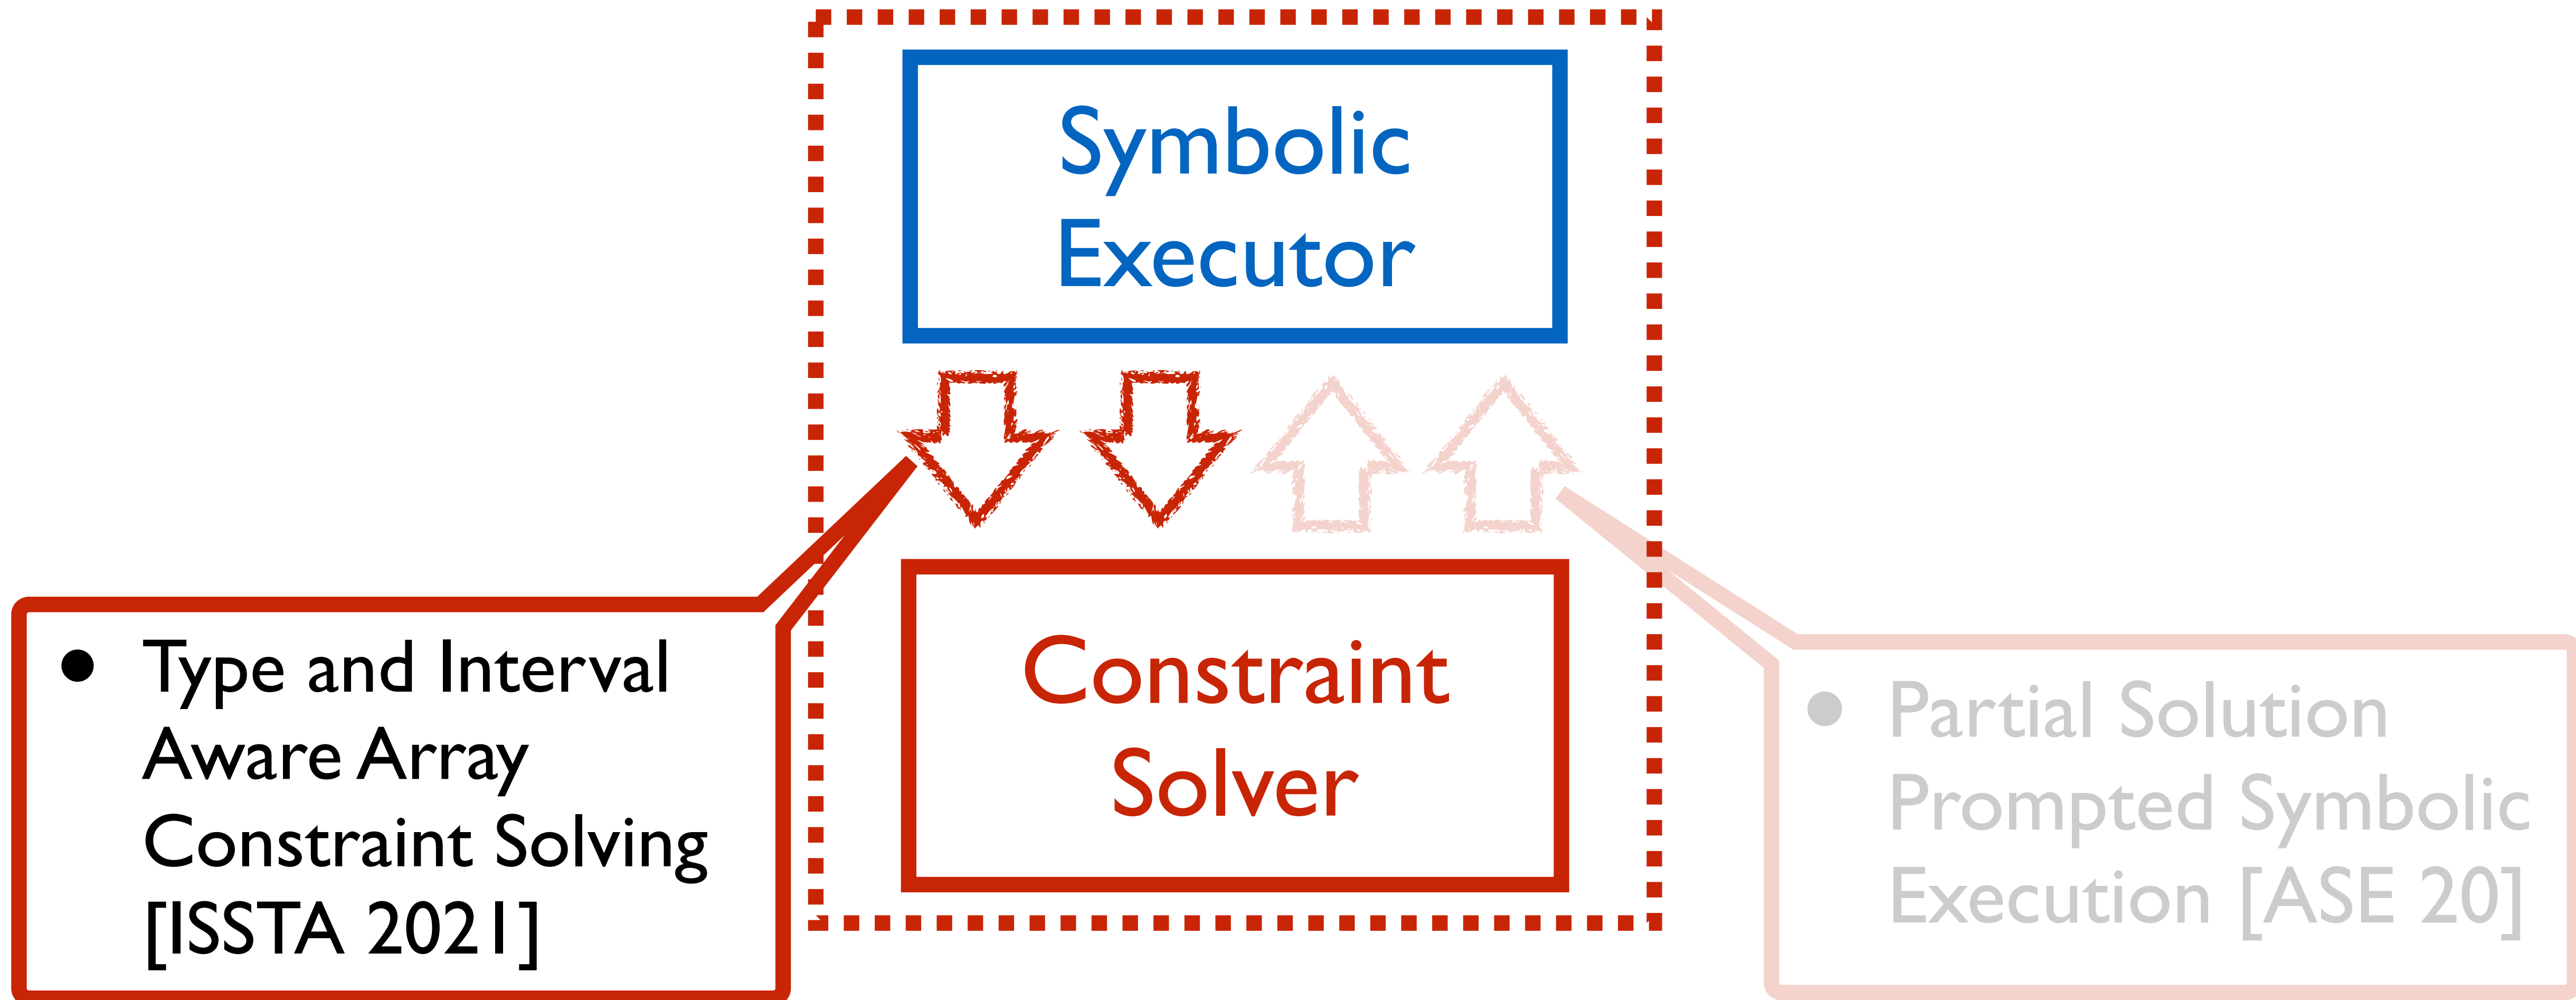 Symbolic
Executor
Constraint
Solver
• Type and Interval
Aware Array
Constraint Solving
[ISSTA 2021]
• Partial Solution
Prompted Symbolic
Execution [ASE 20]